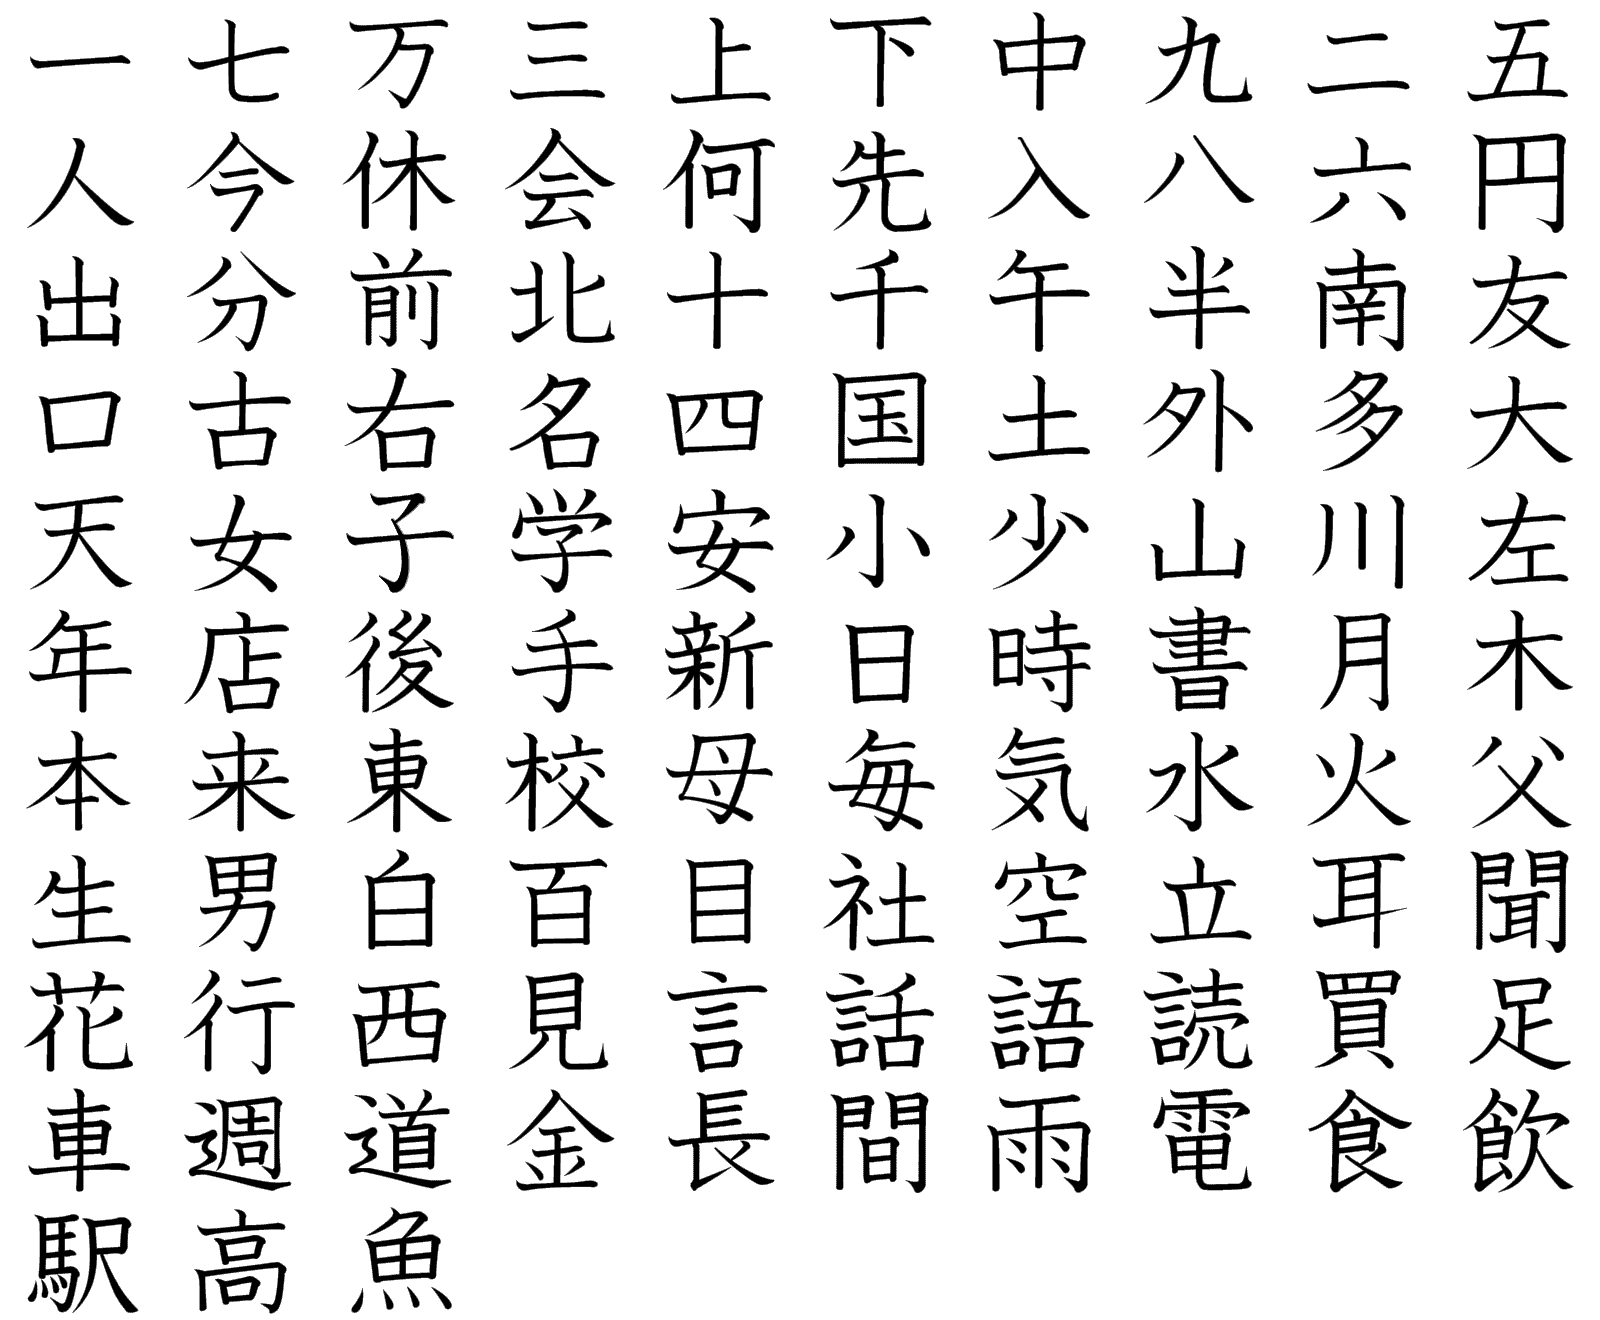 一 七 万 三 上 下 中 九 二 五
人 今 休 会 何 先 入 八 六 円
出 分 前 北 十 千 午 半 南 友
口 古 右 名 四 国 土 外 多 大
天 女 子 学 安 小 少 山 川 左
年 店 後 手 新 日 時 書 月 木
本 来 東 校 母 毎 気 水 火 父
生 男 白 百 目 社 空 立 耳 聞
花 行 西 見 言 話 語 読 買 足
車 週 道 金 長 間 雨 電 食 飲
駅 高 魚